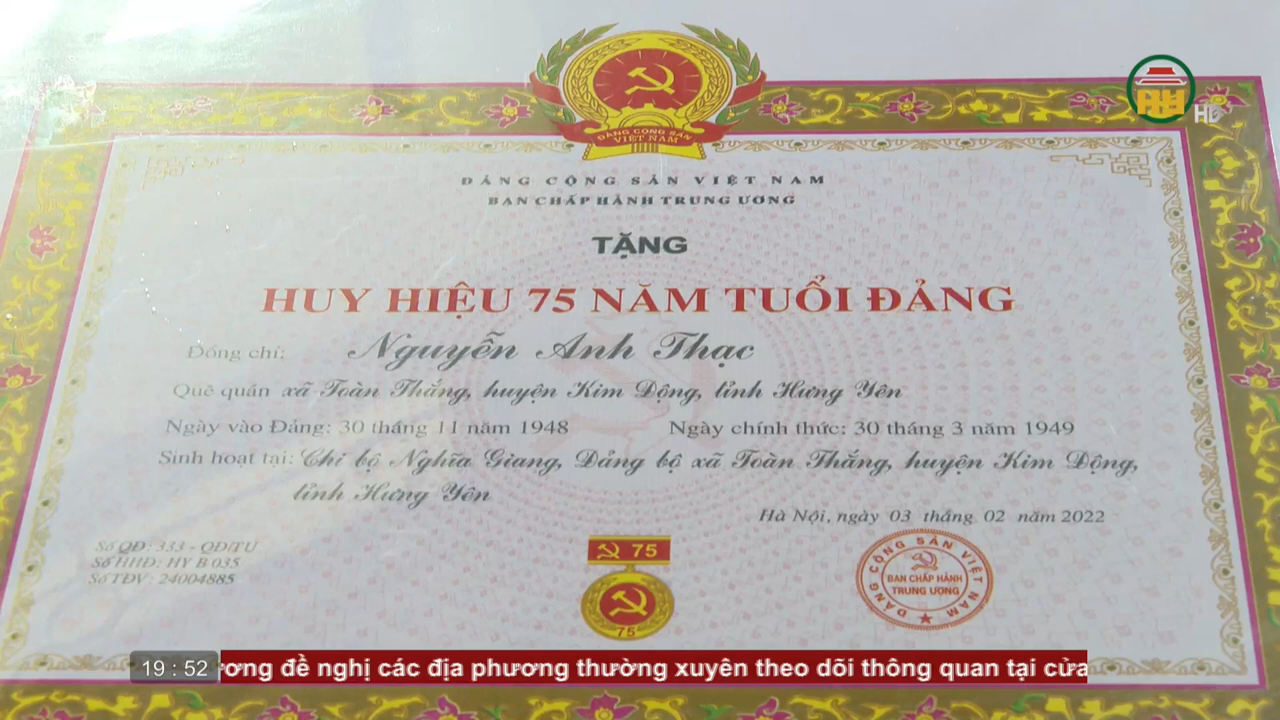 HY
HD
ĐẢNG CỘNG SẢN
VIỆT NAM
ĐẢNG CỘNG SẢN VIỆT NAM
BAN CHẤP HÀNH TRUNG ƯƠNG
TẶNG
HUY HIỆU 75 NĂM TUỔI ĐẢNG
Đồng chí: Nguyễn Anh Thạc
Quê quán xã Toàn Thắng, huyện Kim Động, tỉnh Hưng Yên
Ngày vào Đảng: 30 tháng 11 năm 1948 Ngày chính thức: 30 tháng 3 năm 1949
Sinh hoạt tại: Chi bộ Nghĩa Giang, Đảng bộ xã Toàn Thắng, huyện Kim Động,
tỉnh Hưng Yên
Hà Nội, ngày 03 tháng 02 năm 2022
Số QĐ: 333 - QĐ/TU
Số HHĐ: HY B 035
Số TĐV: 24004885
75
75
ĐẢNG CỘNG SẢN VIỆT NAM
BAN CHẤP HÀNH
TRUNG ƯƠNG
19 : 52 ương đề nghị các địa phương thường xuyên theo dõi thông quan tại cửa